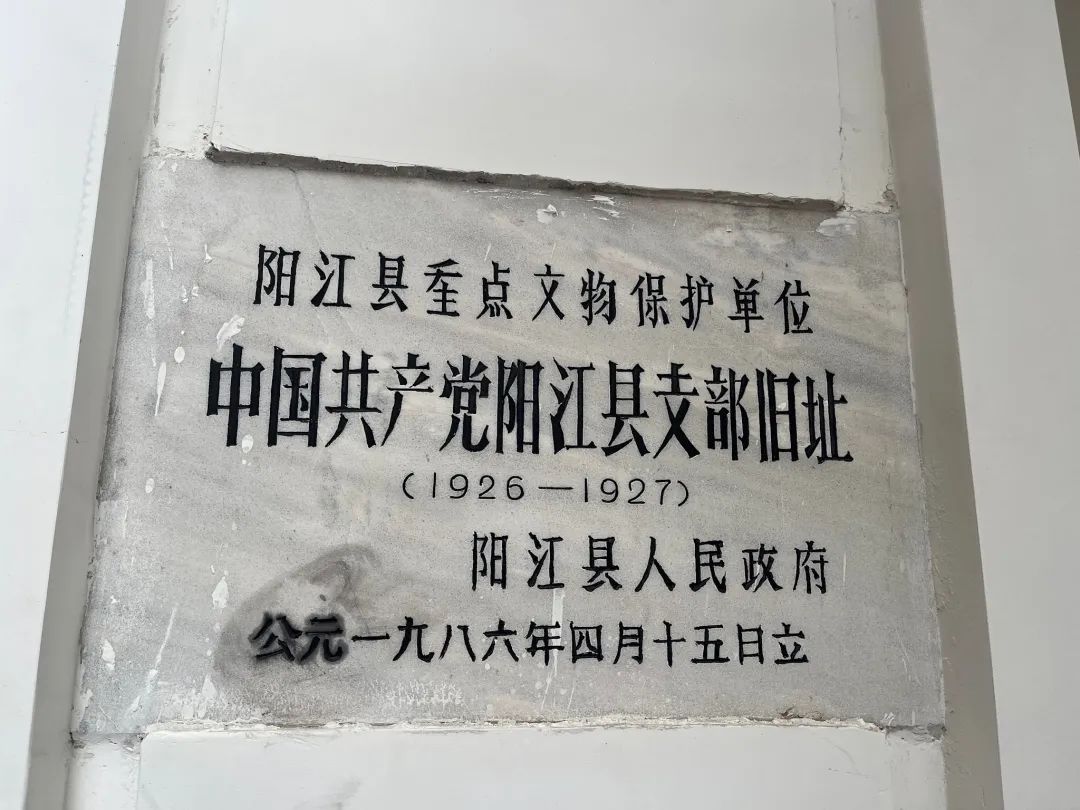 阳江县重点文物保护单位
中国共产党阳江县支部旧址
(1926—1927)
阳江县人民政府
公元一九八六年四月十五日立